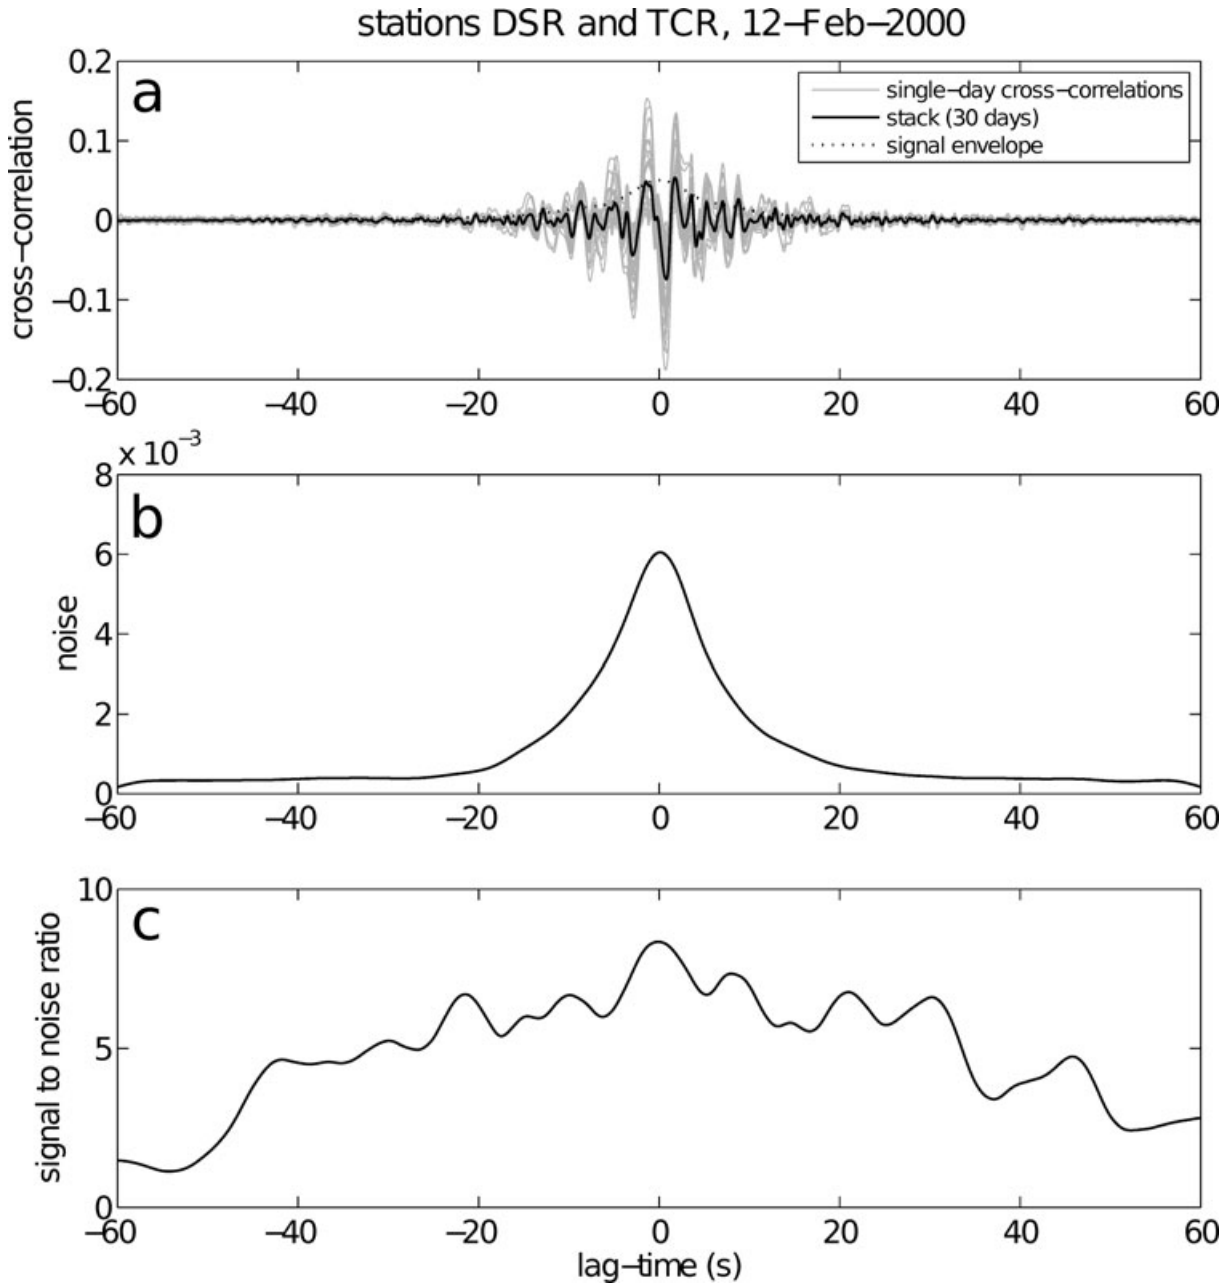 stations DSR and TCR, 12−Feb−2000
a
single−day cross−correlations
stack (30 days)
signal envelope
cross−correlation
0.2
0.1
0
−0.1
−0.2
−60 −40 −20 0 20 40 60
x 10−3
b
noise
8
6
4
2
0
−60 −40 −20 0 20 40 60
c
signal to noise ratio
10
5
0
−60 −40 −20 0 20 40 60
lag−time (s)